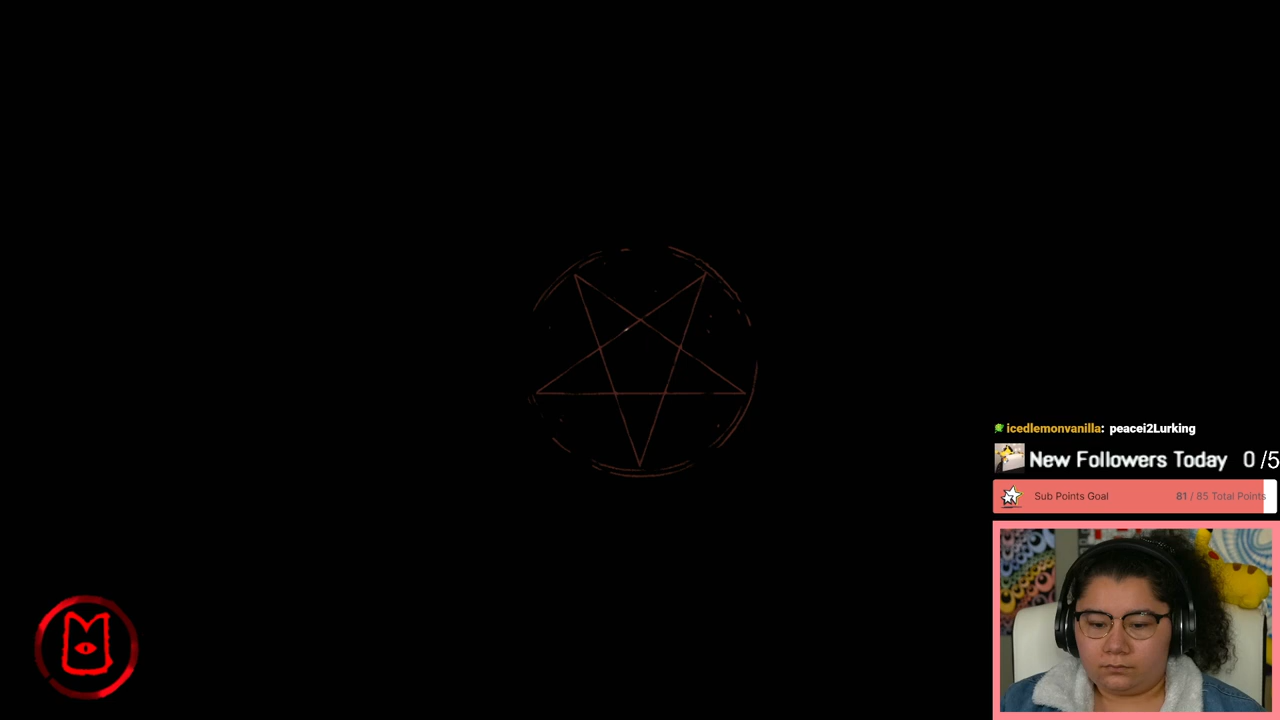 icedlemonvanilla: peacei2Lurking
New Followers Today 0 /5
Sub Points Goal 81 / 85 Total Points